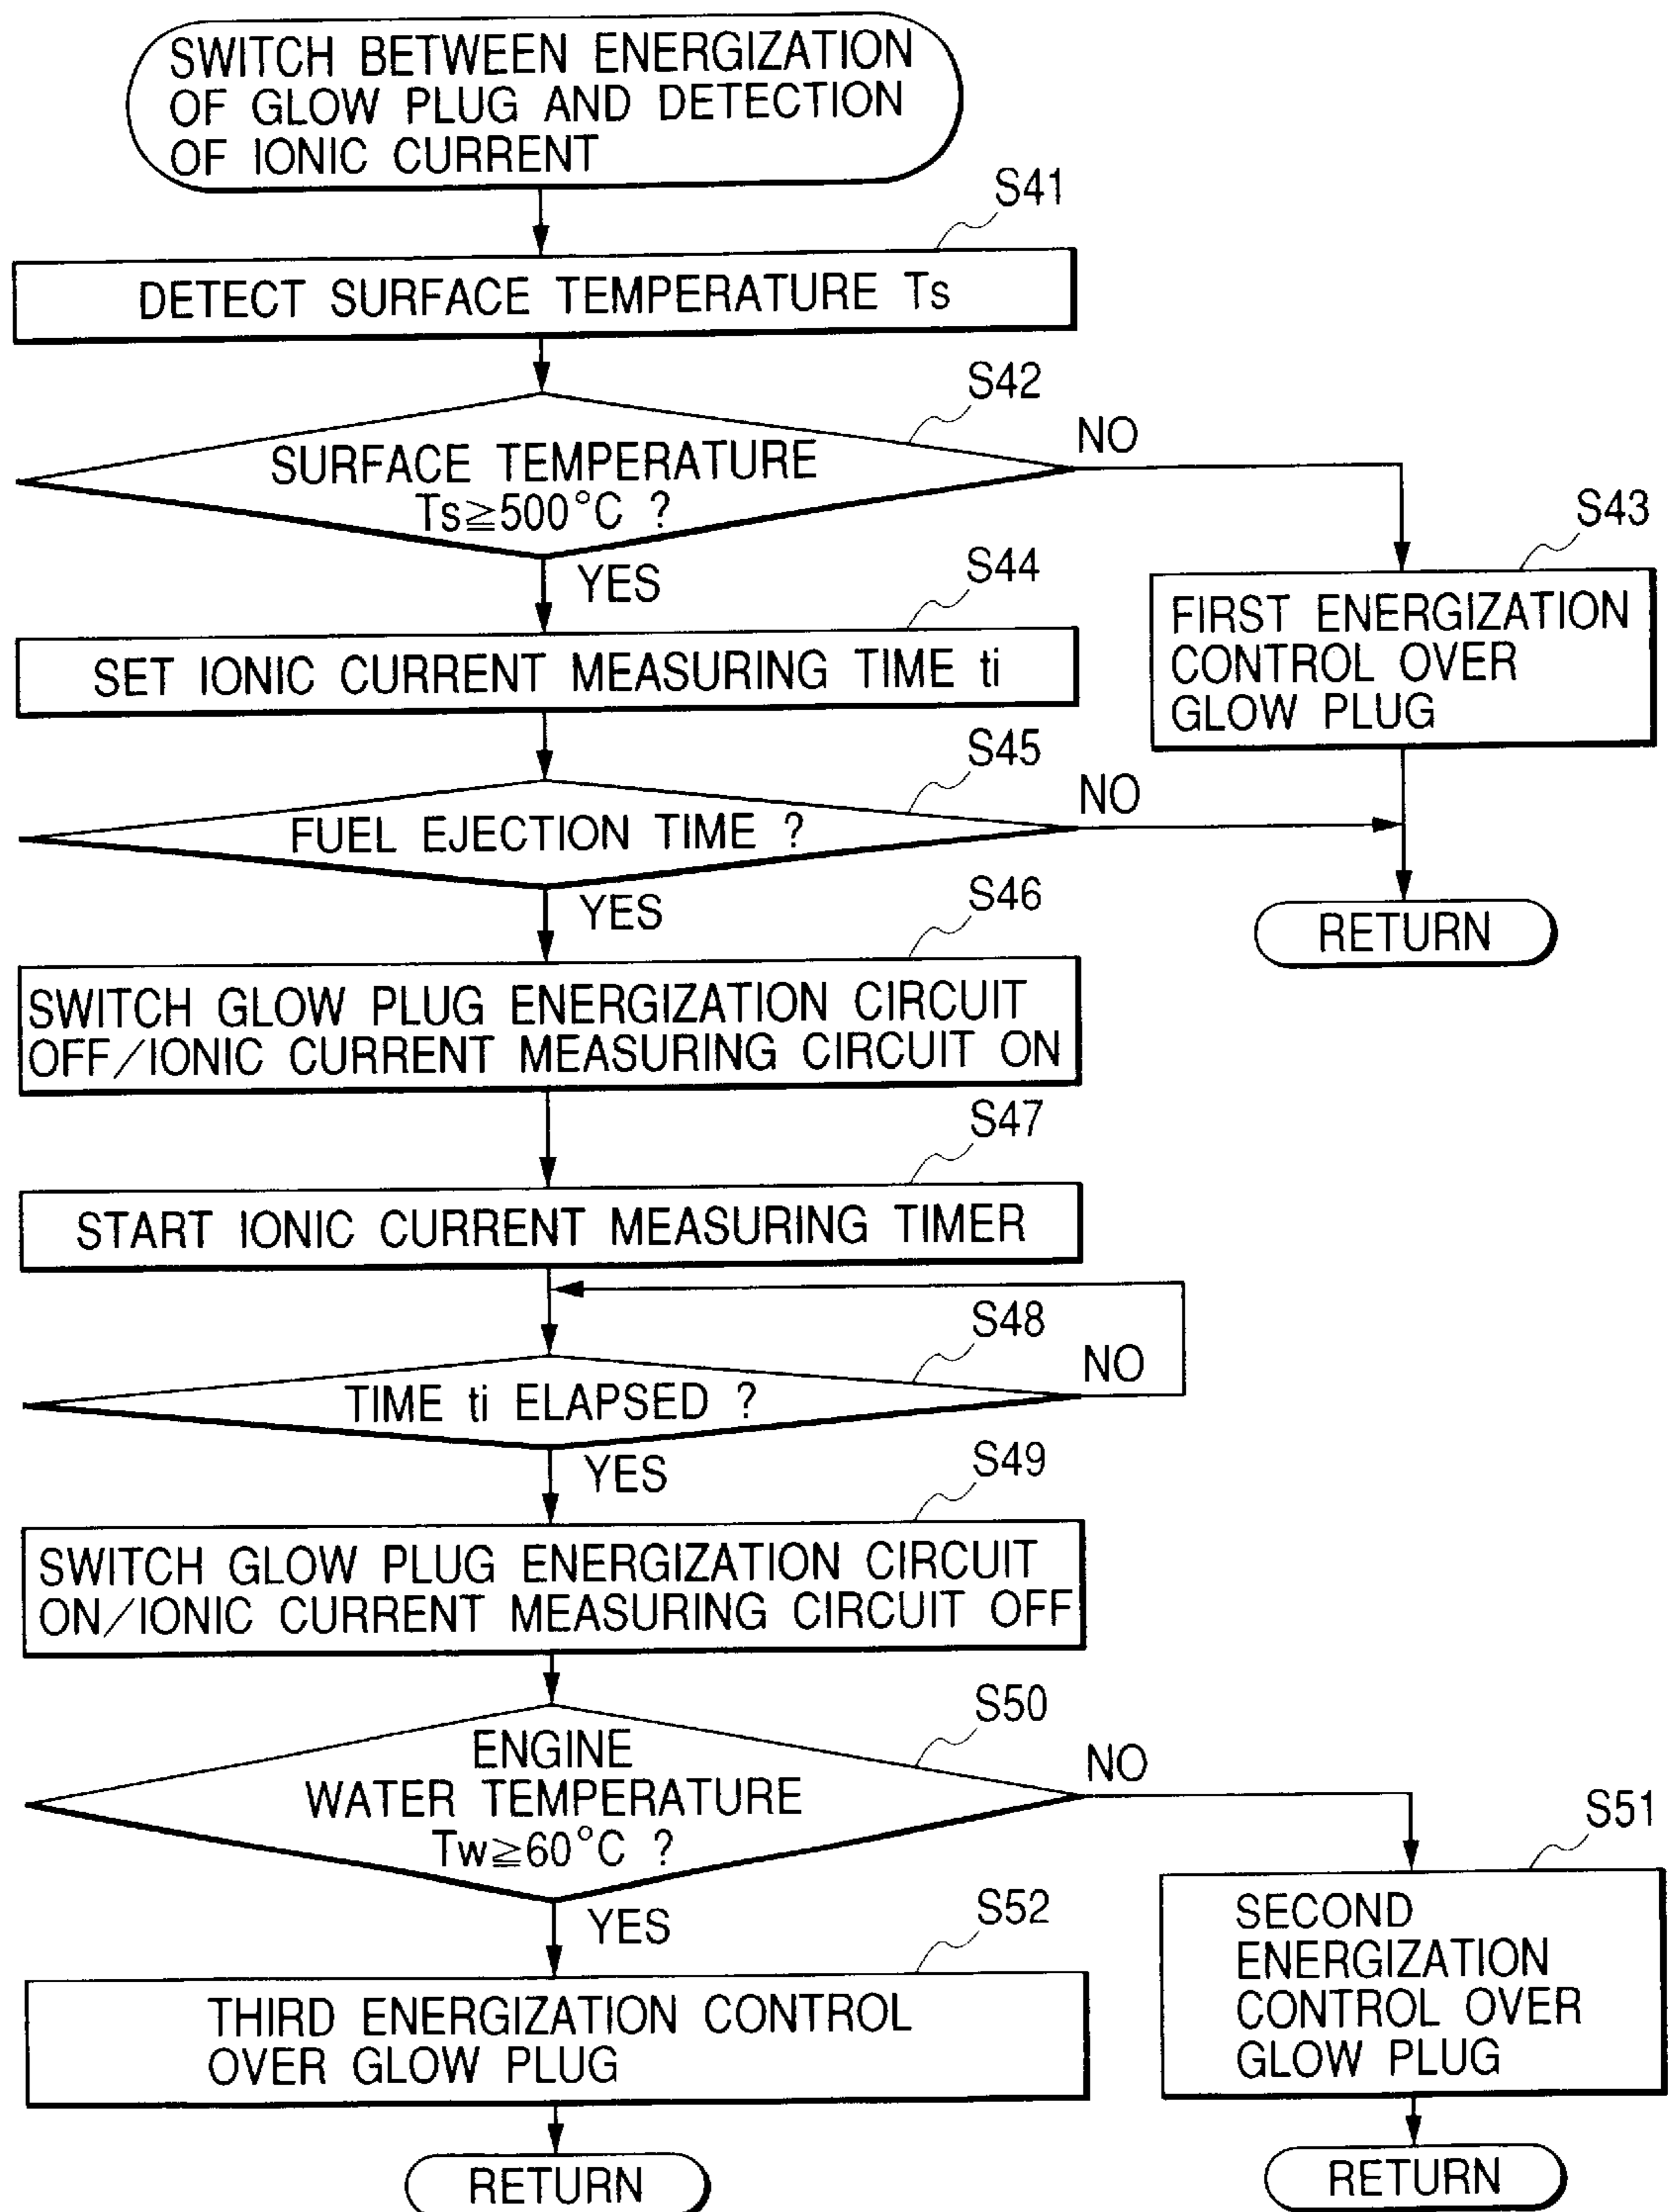 SWITCH BETWEEN ENERGIZATION
OF GLOW PLUG AND DETECTION
OF IONIC CURRENT
S41
DETECT SURFACE TEMPERATURE Ts
S42
SURFACE TEMPERATURE
Ts≧500°C ?
NO
YES
S43
FIRST ENERGIZATION
CONTROL OVER
GLOW PLUG
S44
SET IONIC CURRENT MEASURING TIME ti
S45
FUEL EJECTION TIME ?
NO
YES
RETURN
S46
SWITCH GLOW PLUG ENERGIZATION CIRCUIT
OFF/IONIC CURRENT MEASURING CIRCUIT ON
S47
START IONIC CURRENT MEASURING TIMER
S48
TIME ti ELAPSED ?
NO
YES
S49
SWITCH GLOW PLUG ENERGIZATION CIRCUIT
ON/IONIC CURRENT MEASURING CIRCUIT OFF
S50
ENGINE
WATER TEMPERATURE
Tw≧60°C ?
NO
YES
S51
SECOND
ENERGIZATION
CONTROL OVER
GLOW PLUG
S52
THIRD ENERGIZATION CONTROL
OVER GLOW PLUG
RETURN
RETURN